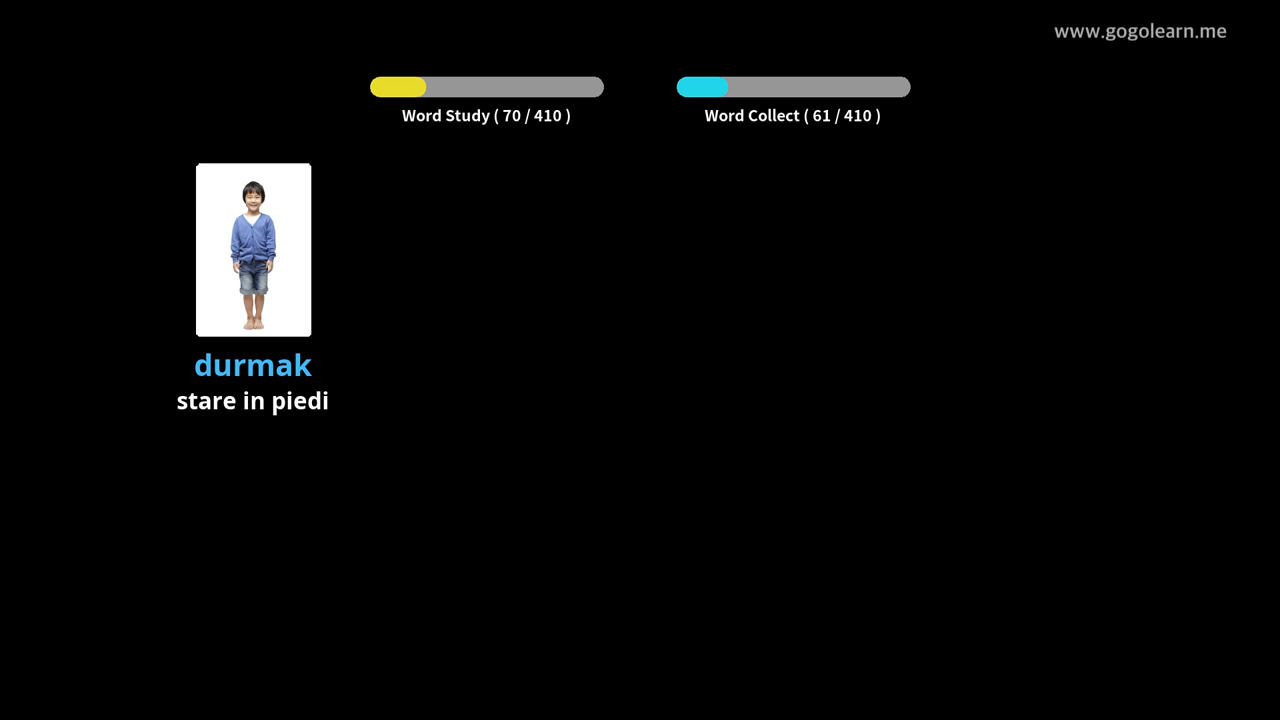 www.gogolearn.me
Word Study ( 70 / 410 )
Word Collect ( 61 / 410 )
durmak
stare in piedi